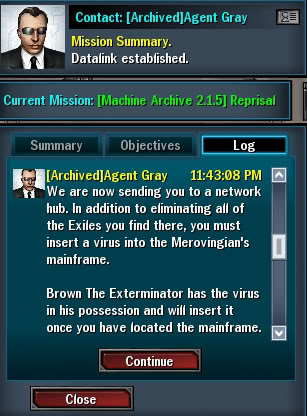 Contact: [Archived]Agent Gray
Mission Summary.
Datalink established.
Current Mission: [Machine Archive 2.1.5] Reprisal
Summary
Objectives
Log
[Archived]Agent Gray 11:43:08 PM
We are now sending you to a network
hub. In addition to eliminating all of
the Exiles you find there, you must
insert a virus into the Merovingian's
mainframe.
Brown The Exterminator has the virus
in his possession and will insert it
once you have located the mainframe.
Continue
Close